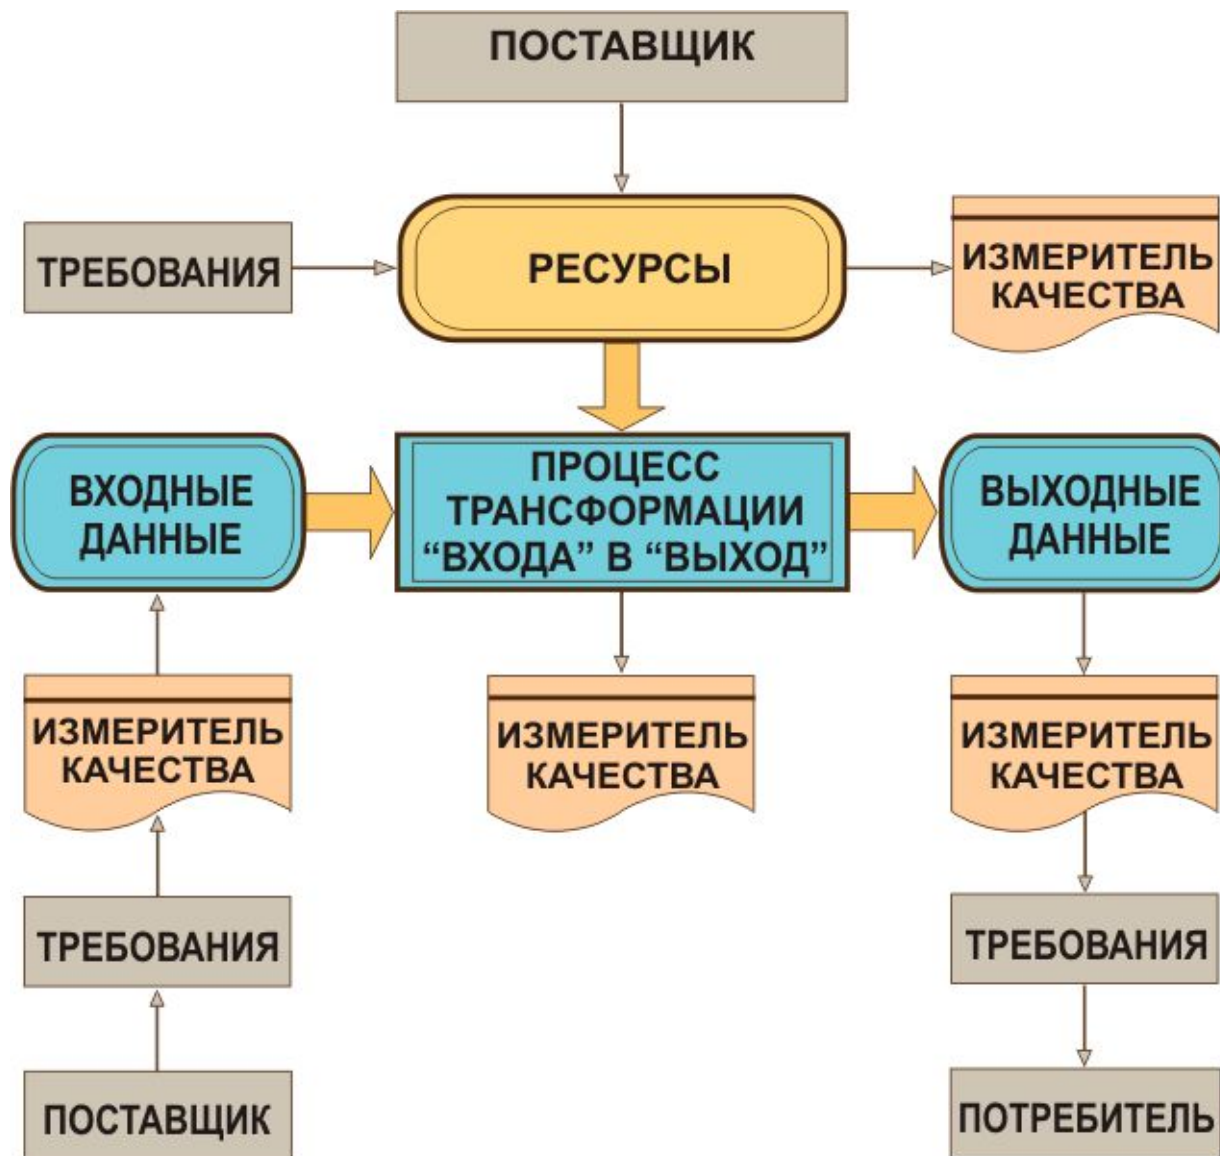 ПОСТАВЩИК
ТРЕБОВАНИЯ
РЕСУРСЫ
ИЗМЕРИТЕЛЬ
КАЧЕСТВА
ВХОДНЫЕ
ДАННЫЕ
ПРОЦЕСС
ТРАНСФОРМАЦИИ
“ВХОДА” В “ВЫХОД”
ВЫХОДНЫЕ
ДАННЫЕ
ИЗМЕРИТЕЛЬ
КАЧЕСТВА
ИЗМЕРИТЕЛЬ
КАЧЕСТВА
ИЗМЕРИТЕЛЬ
КАЧЕСТВА
ТРЕБОВАНИЯ
ТРЕБОВАНИЯ
ПОСТАВЩИК
ПОТРЕБИТЕЛЬ